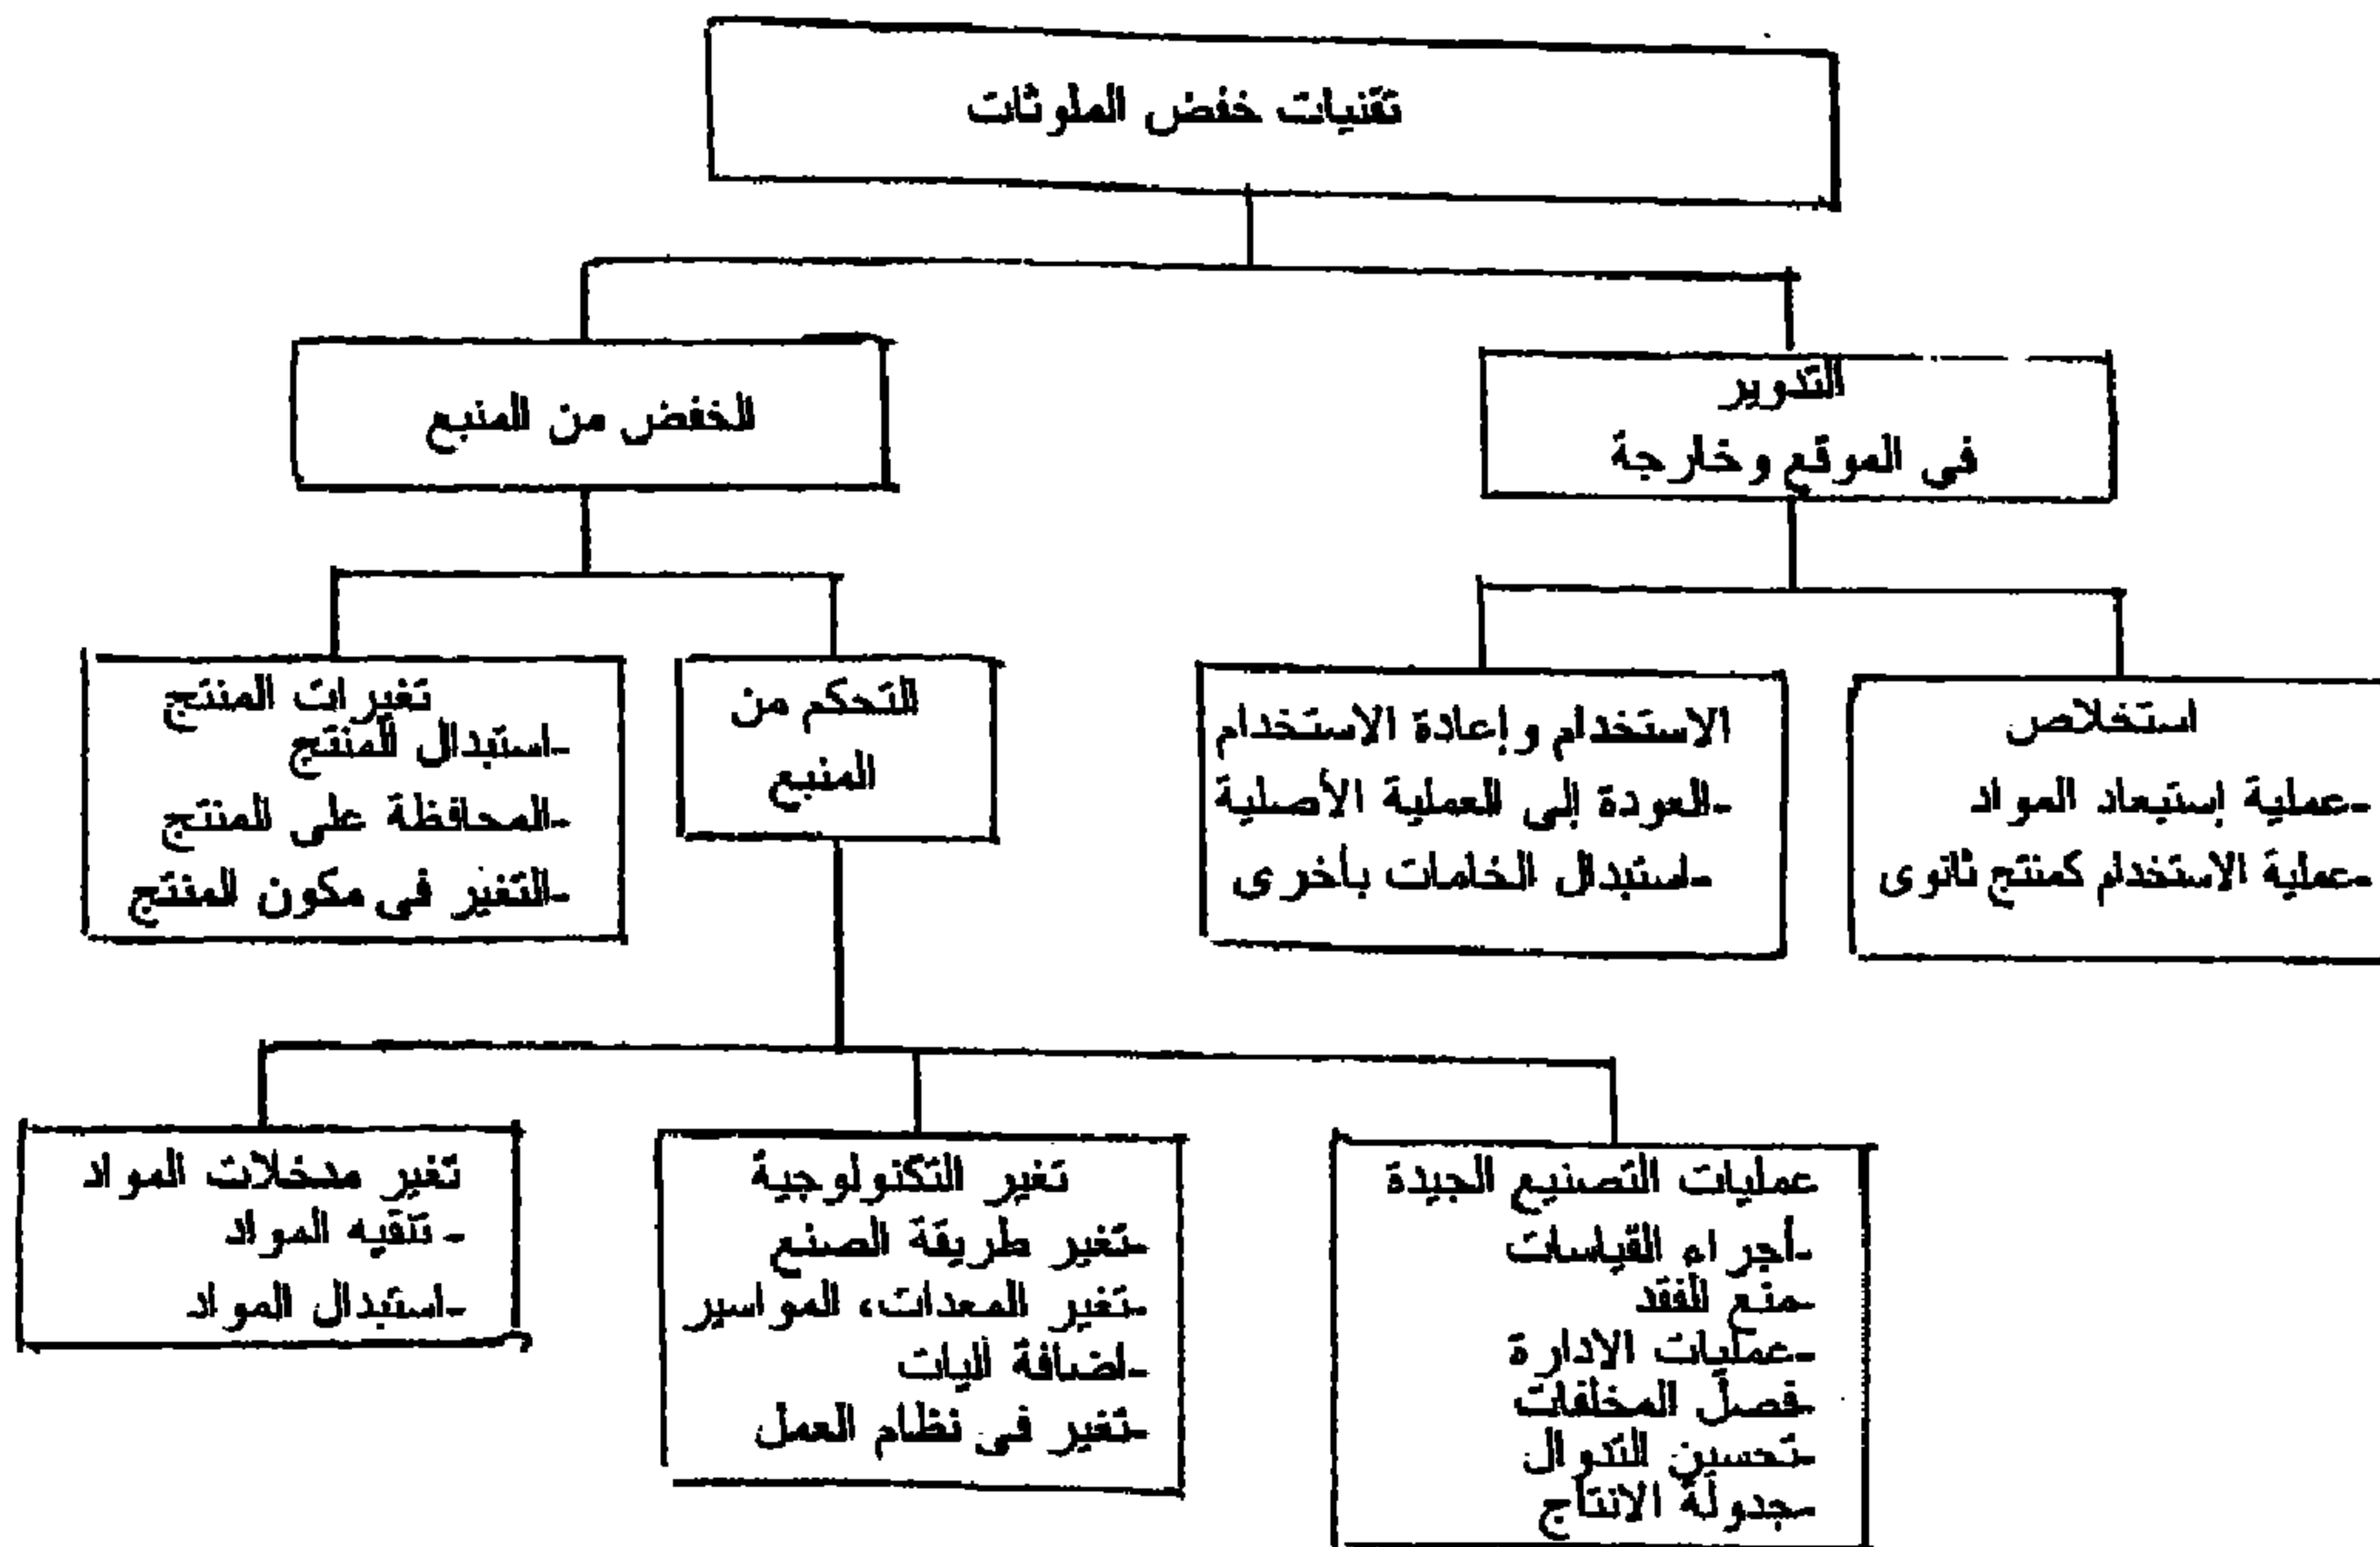 تقنيات خفض الملوثات
التدوير
فى الموقع وخارجة
الخفض من المنبع
استخلاص
-عملية إستبعاد المواد
-عملية الاستخدام كمنتج ثانوى
الاستخدام وإعادة الاستخدام
-العودة إلى العملية الأصلية
-استبدال الخامات بأخرى
التحكم من
المنبع
تغيرات المنتج
-استبدال المنتج
-المحافظة على المنتج
-التغير فى مكون المنتج
عمليات التصنيع الجيدة
-أجراء القياسات
-منع الفقد
-عمليات الادارة
-فصل المخلفات
-تحسين التداول
-جدولة الانتاج
تغير التكنولوجية
-تغير طريقة الصنع
-تغير المعدات، المواسير
-اضافة اليات
-تغير فى نظام العمل
تغير مدخلات المواد
- تنقيه المواد
-استبدال المواد